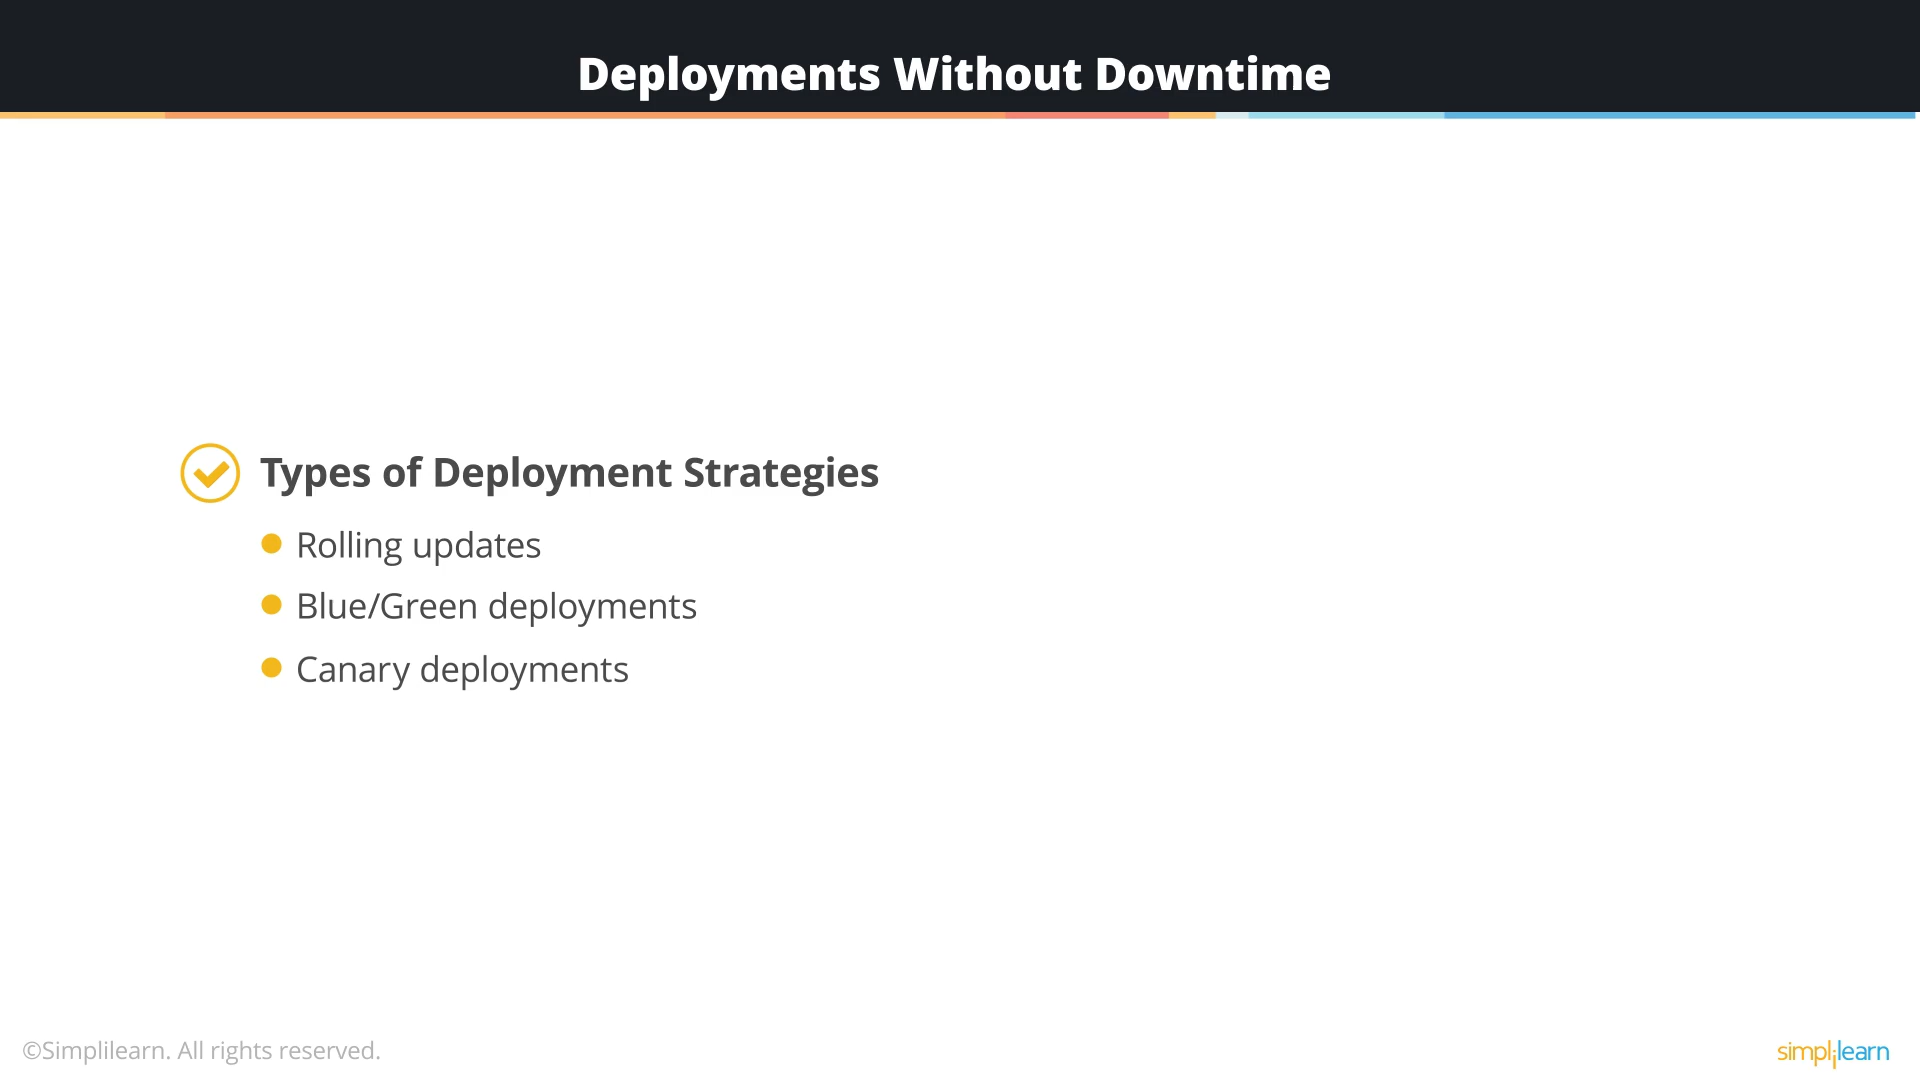 Deployments Without Downtime
Types of Deployment Strategies
Rolling updates
Blue/Green deployments
Canary deployments
©Simplilearn. All rights reserved.
simplilearn